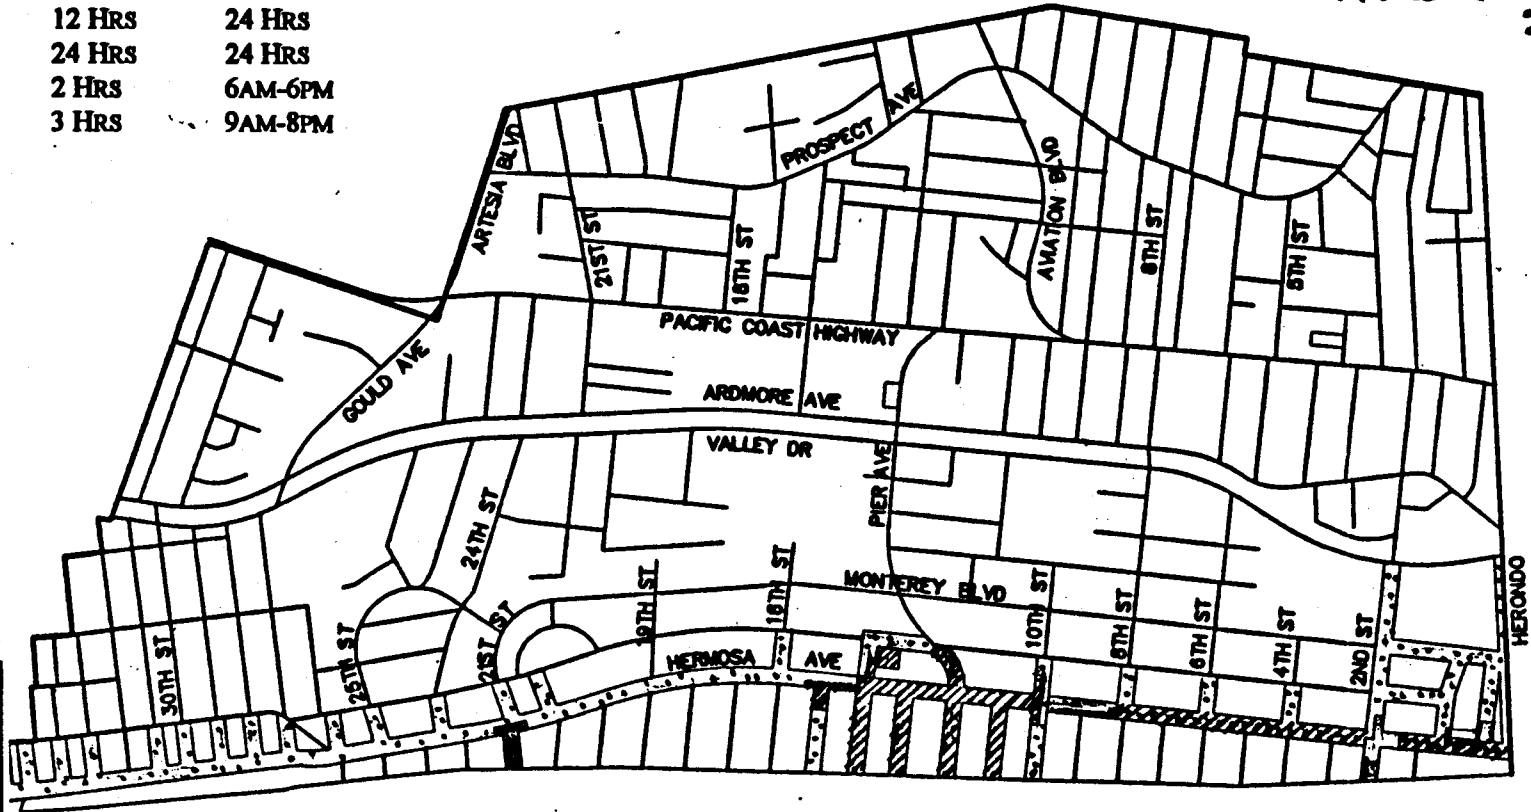 12 HRS 24 HRS
24 HRS 24 HRS
2 HRS 6AM-6PM
3 HRS 9AM-8PM
ARTESIA BLVD
PROSPECT AVE
AVIATION BLVD
21ST ST
18TH ST
8TH ST
5TH ST
PACIFIC COAST HIGHWAY
GOULD AVE
ARDMORE AVE
VALLEY DR
PIER AVE
24TH ST
19TH ST
16TH ST
MONTEREY BLVD
10TH ST
8TH ST
6TH ST
4TH ST
2ND ST
HERONDO
30TH ST
25TH ST
21ST ST
HERMOSA AVE